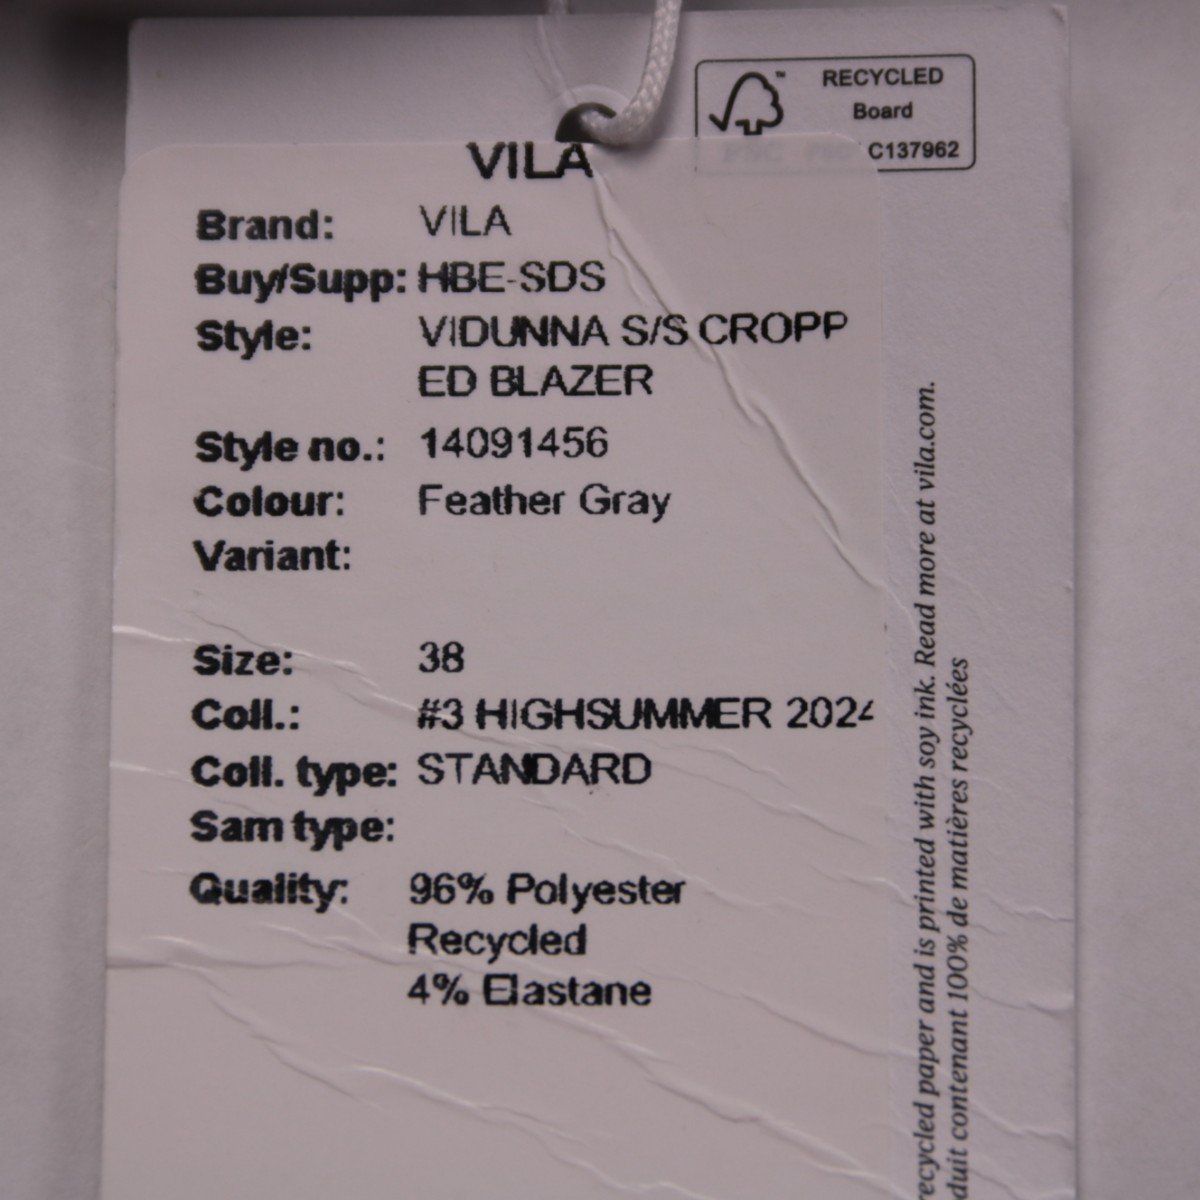 RECYCLED
Board
C137962
VILA
Brand: VILA
Buy/Supp: HBE-SDS
Style: VIDUNNA S/S CROPP
ED BLAZER
Style no.: 14091456
Colour: Feather Gray
Variant:
Size: 38
Coll.: #3 HIGHSUMMER 2024
Coll. type: STANDARD
Sam type:
Quality: 96% Polyester
Recycled
4% Elastane
recycled paper and is printed with soy ink. Read more at vila.com.
duit contenant 100% de matières recyclées